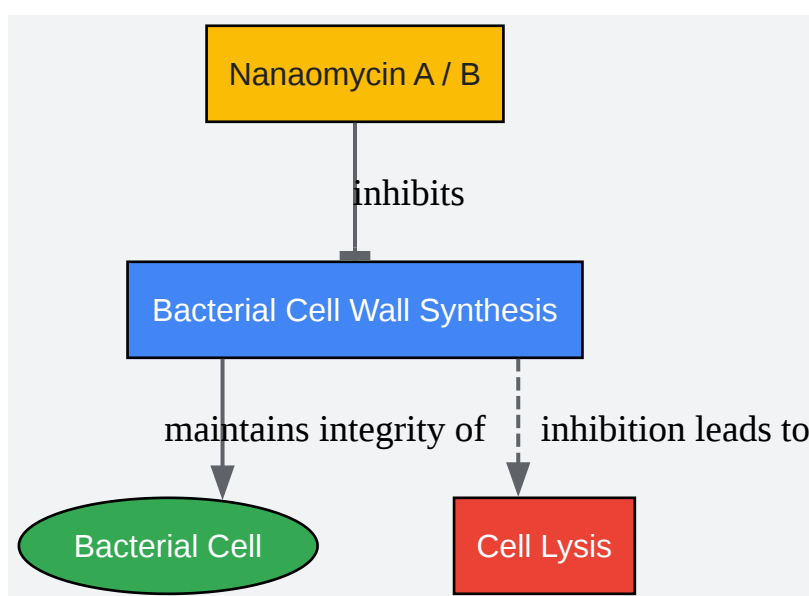 Nanaomycin A / B
inhibits
Bacterial Cell Wall Synthesis
maintains integrity of
inhibition leads to
Bacterial Cell
Cell Lysis